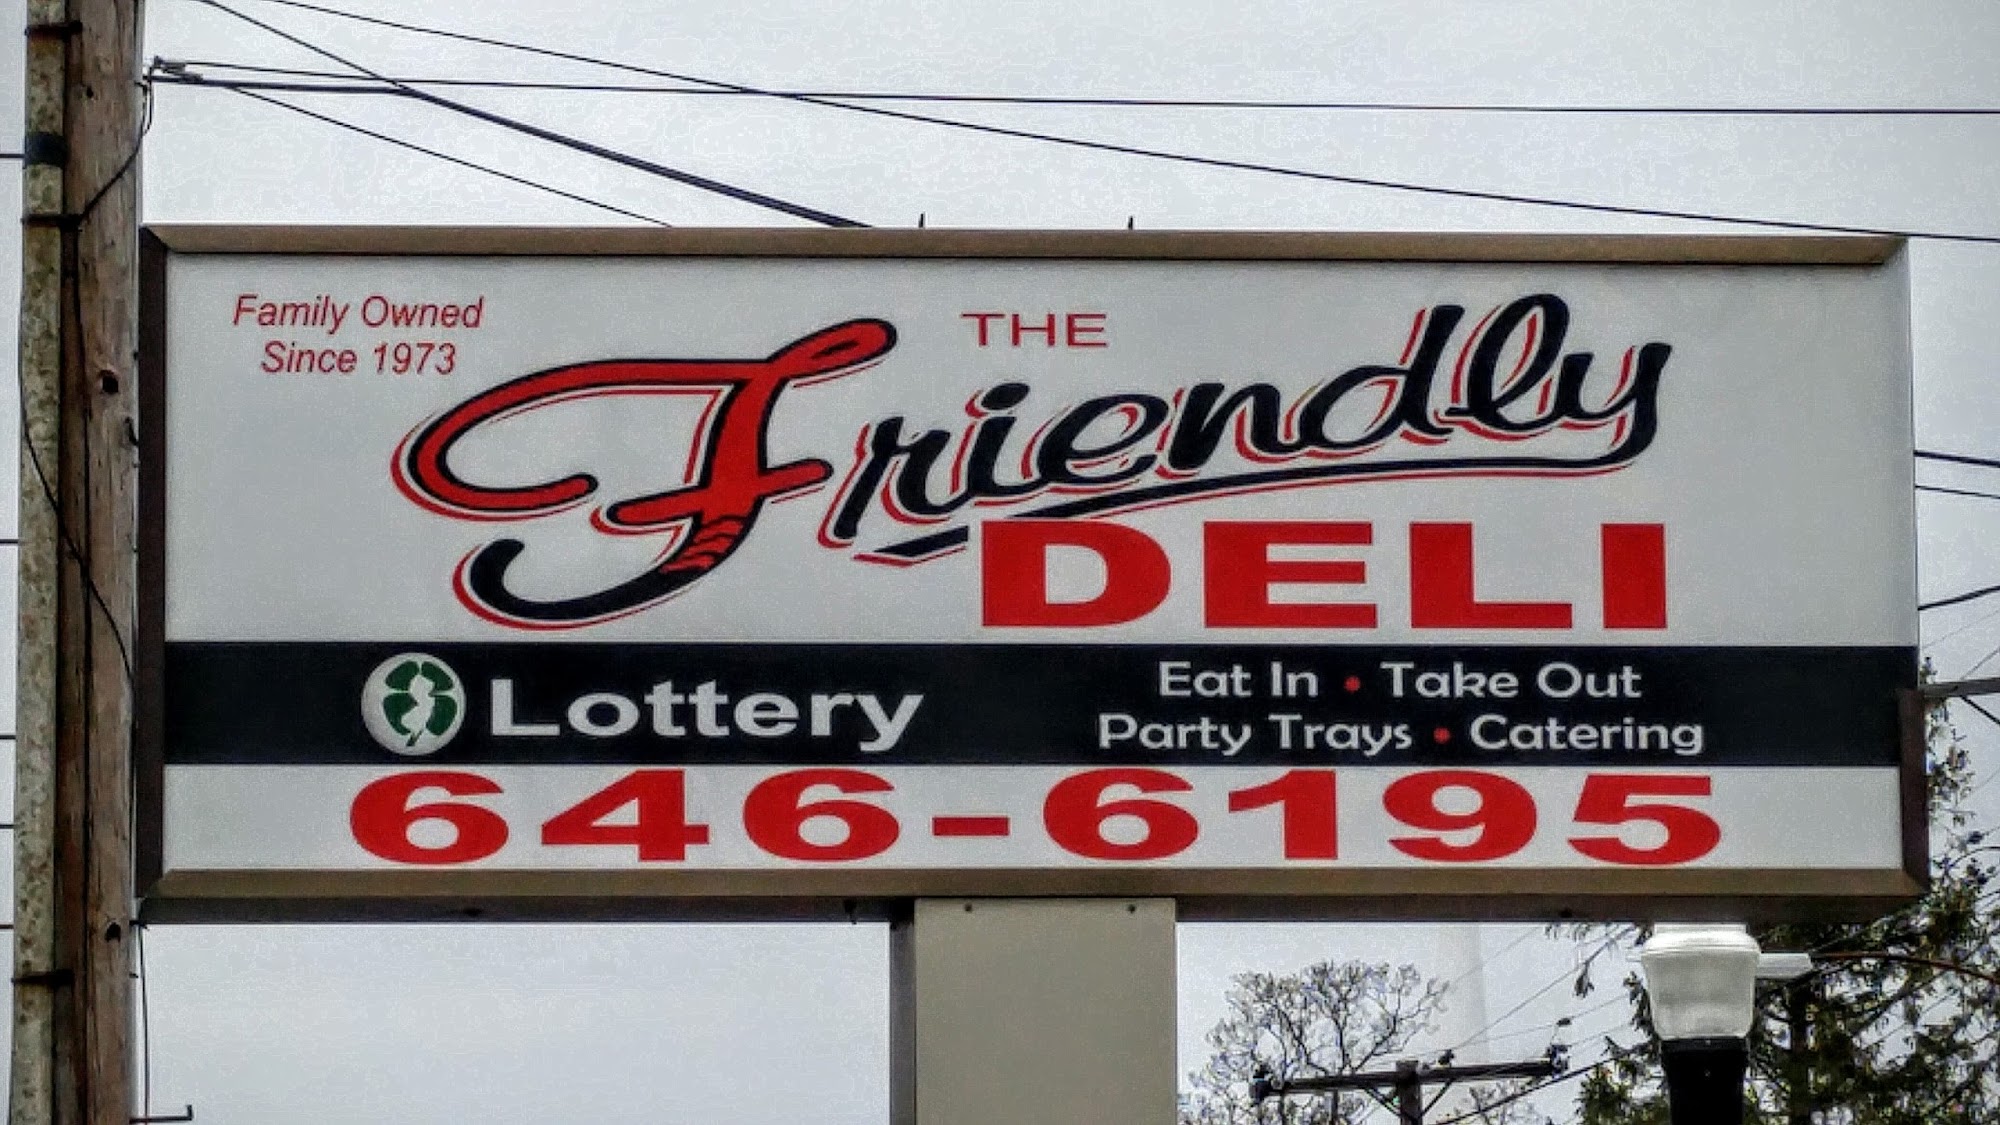 Family Owned
Since 1973
THE
Friendly
DELI
Lottery
Eat In • Take Out
Party Trays • Catering
646-6195